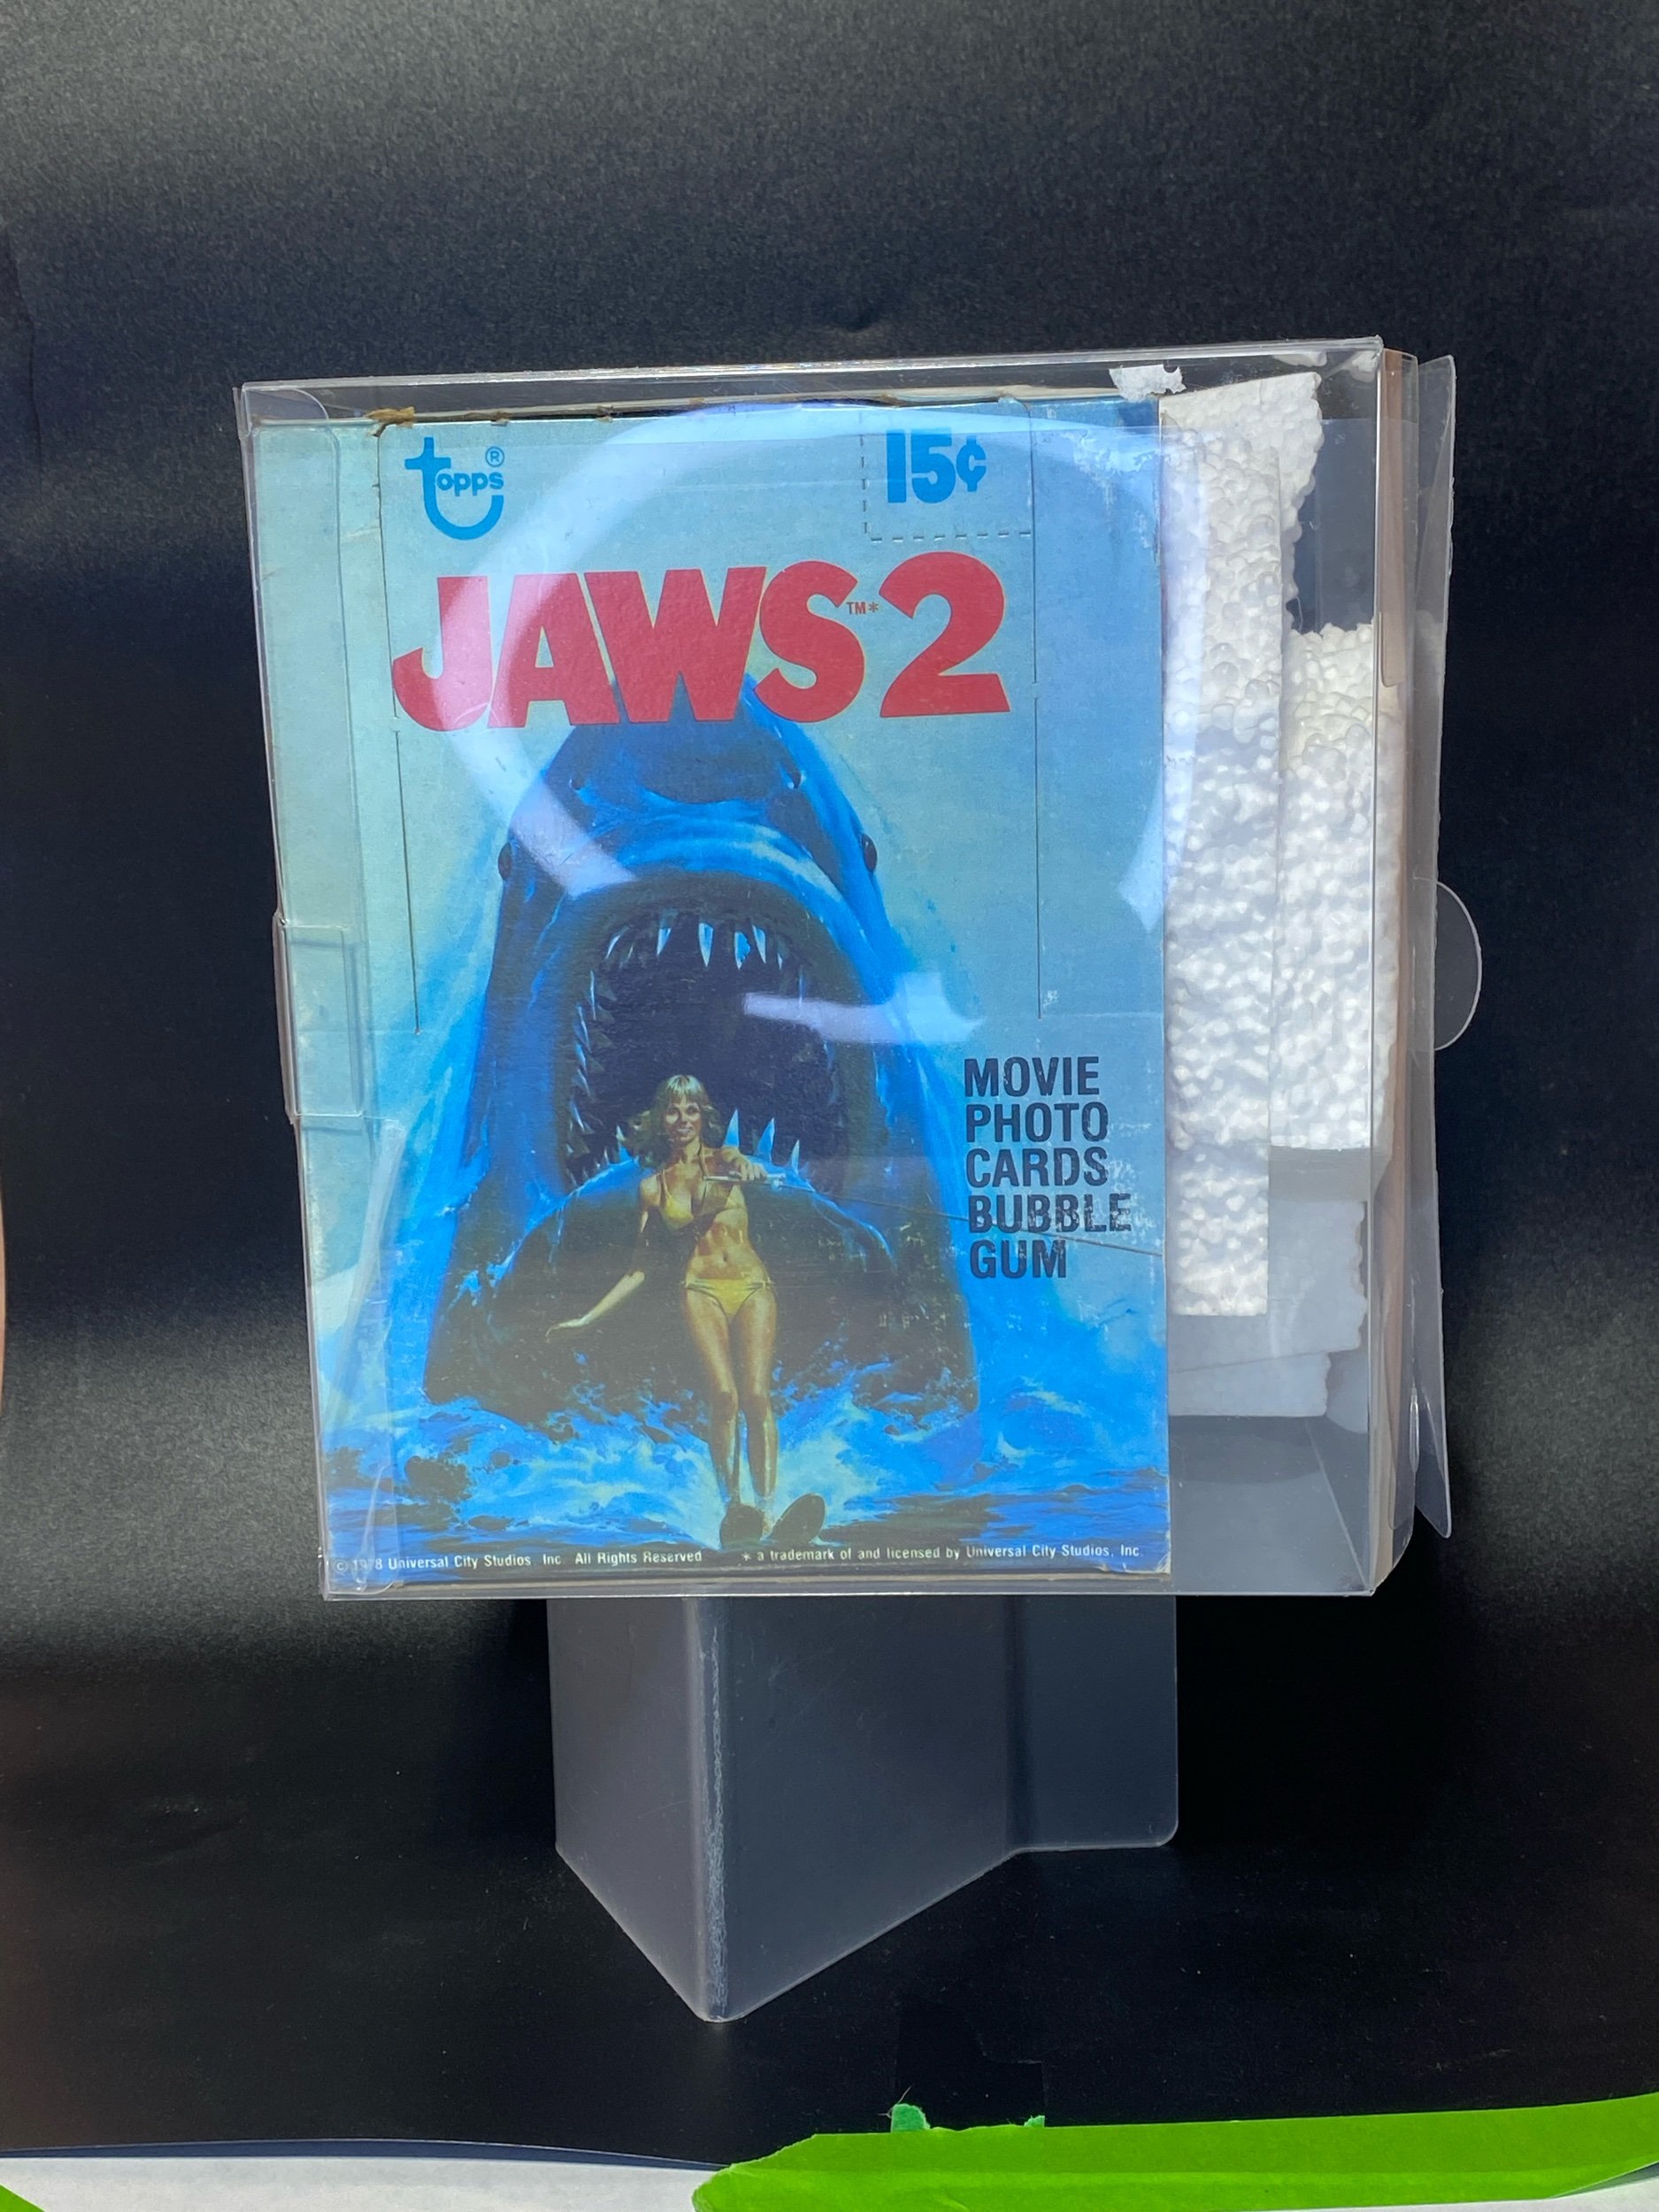 topps®
15¢
JAWS 2
TM*
MOVIE
PHOTO
CARDS
BUBBLE
GUM
© 1978 Universal City Studios, Inc. All Rights Reserved * a trademark of and licensed by Universal City Studios, Inc.